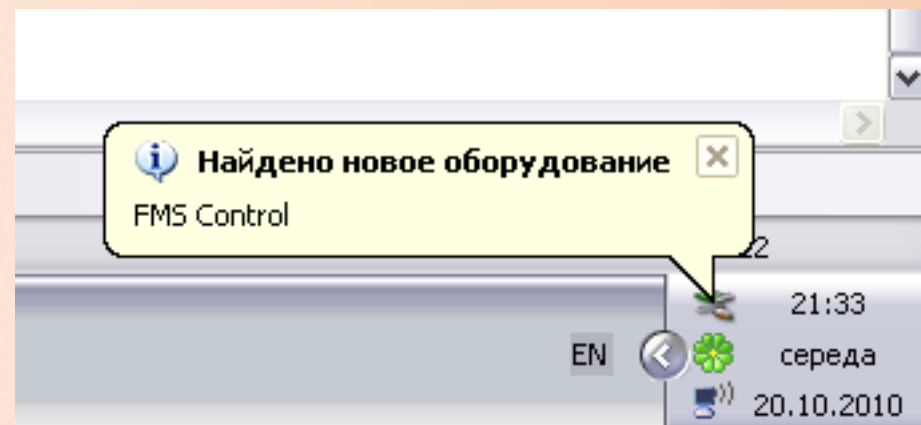 Найдено новое оборудование
FMS Control
21:33
EN
середа
20.10.2010